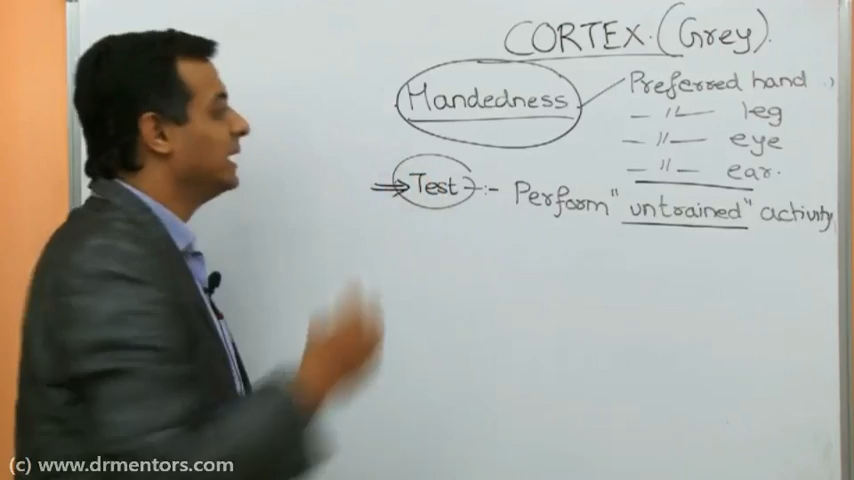 CORTEX. (Grey).
Handedness
Preferred hand
— 〃 — leg
— 〃 — eye
— 〃 — ear.
⇒ Test :- Perform "untrained" activity
(c) www.drmentors.com